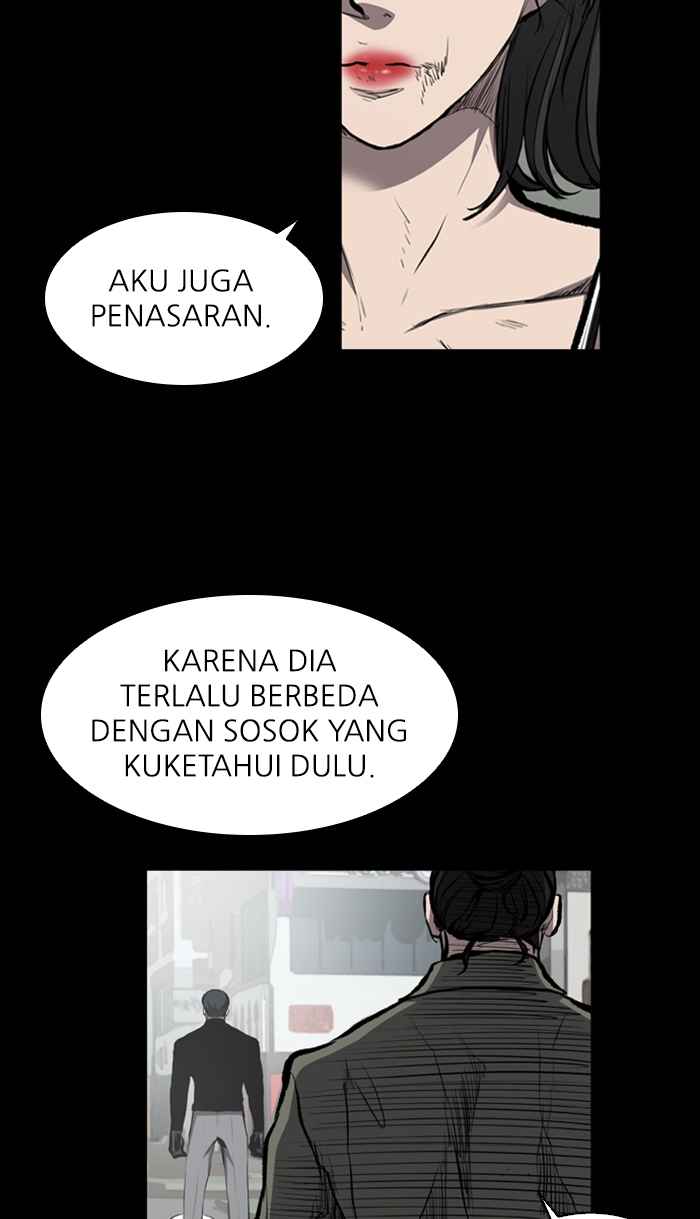 AKU JUGA
PENASARAN.
KARENA DIA
TERLALU BERBEDA
DENGAN SOSOK YANG
KUKETAHUI DULU.